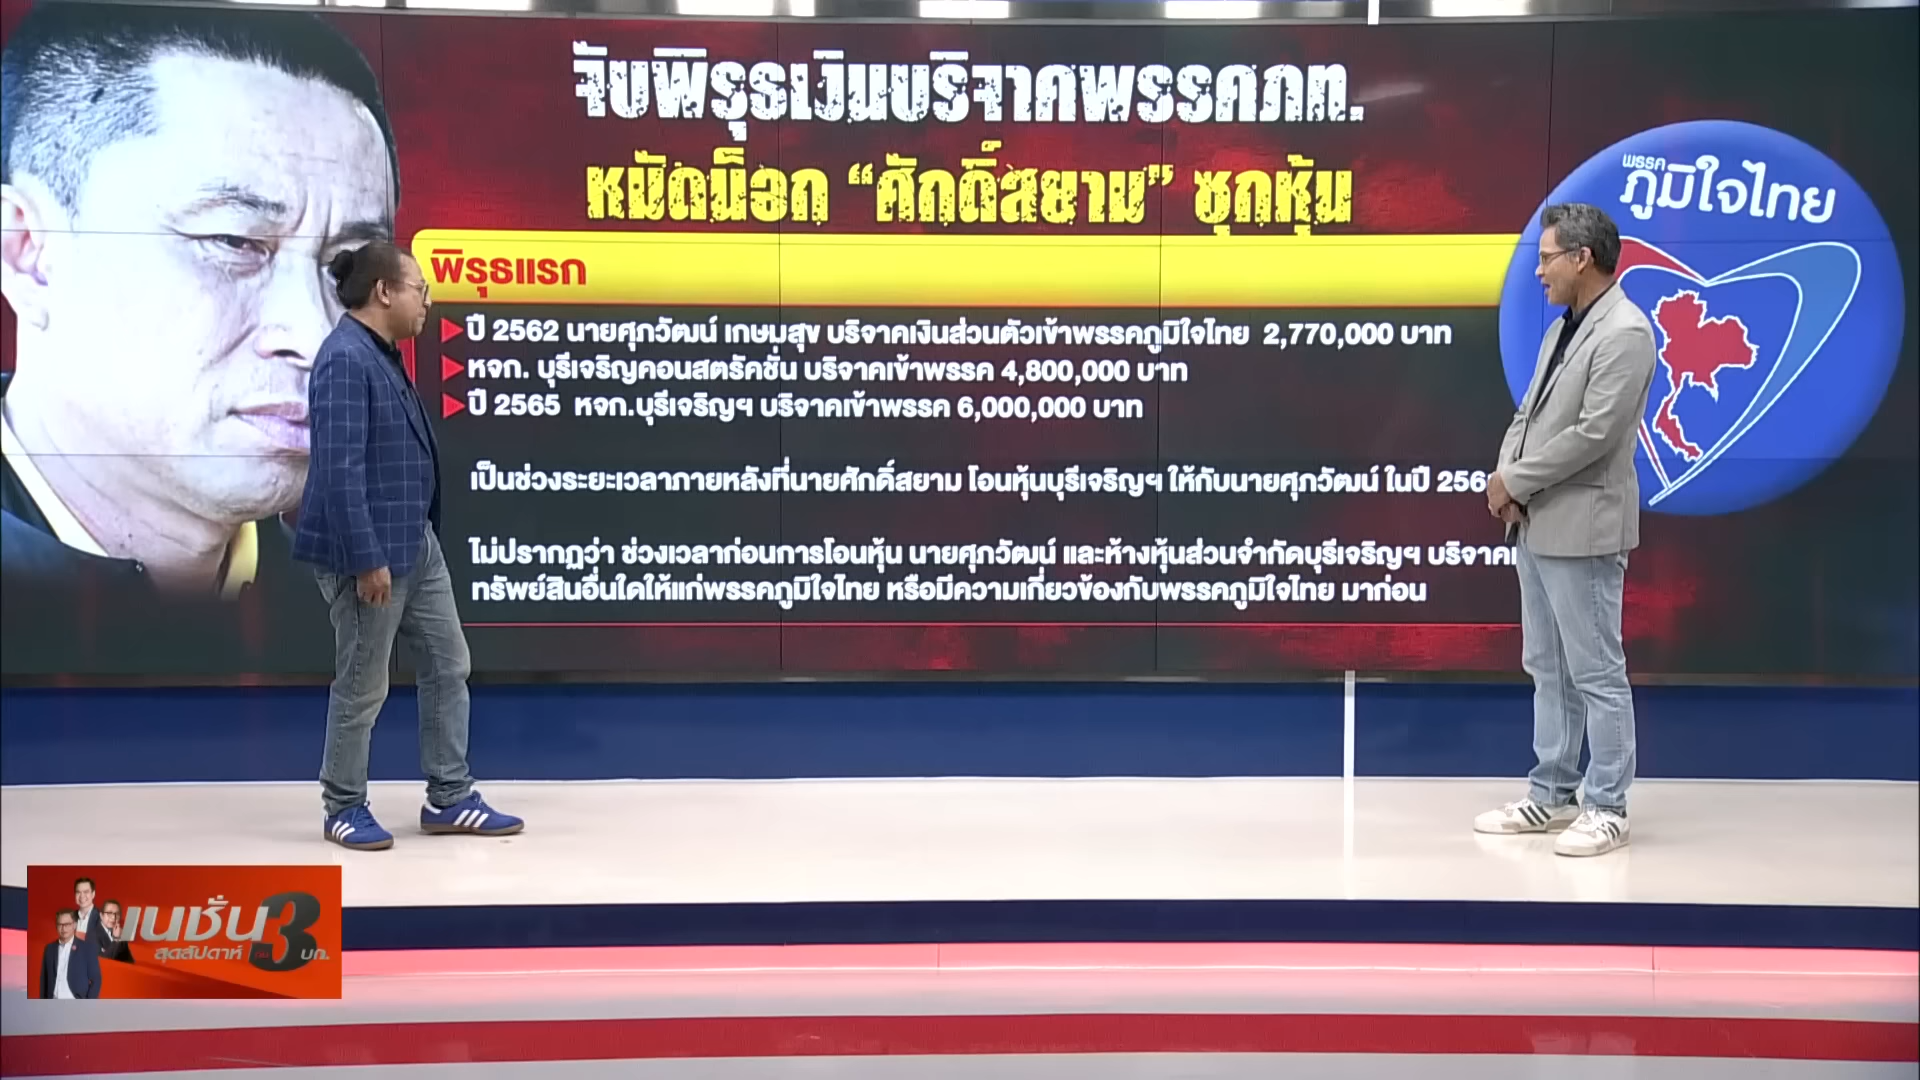 จับพิรุธเงินบริจาคพรรคภท.
หมัดน็อก “ศักดิ์สยาม” ซุกหุ้น
พรรค
ภูมิใจไทย
พิรุธแรก
ปี 2562 นายศุภวัฒน์ เกษมสุข บริจาคเงินส่วนตัวเข้าพรรคภูมิใจไทย 2,770,000 บาท
หจก. บุรีเจริญคอนสตรัคชั่น บริจาคเข้าพรรค 4,800,000 บาท
ปี 2565 หจก.บุรีเจริญฯ บริจาคเข้าพรรค 6,000,000 บาท
เป็นช่วงระยะเวลาภายหลังที่นายศักดิ์สยาม โอนหุ้นบุรีเจริญฯ ให้กับนายศุภวัฒน์ ในปี 256
ไม่ปรากฏว่า ช่วงเวลาก่อนการโอนหุ้น นายศุภวัฒน์ และห้างหุ้นส่วนจำกัดบุรีเจริญฯ บริจาค
ทรัพย์สินอื่นใดให้แก่พรรคภูมิใจไทย หรือมีความเกี่ยวข้องกับพรรคภูมิใจไทย มาก่อน
เนชั่น 3
สุดสัปดาห์ บก.